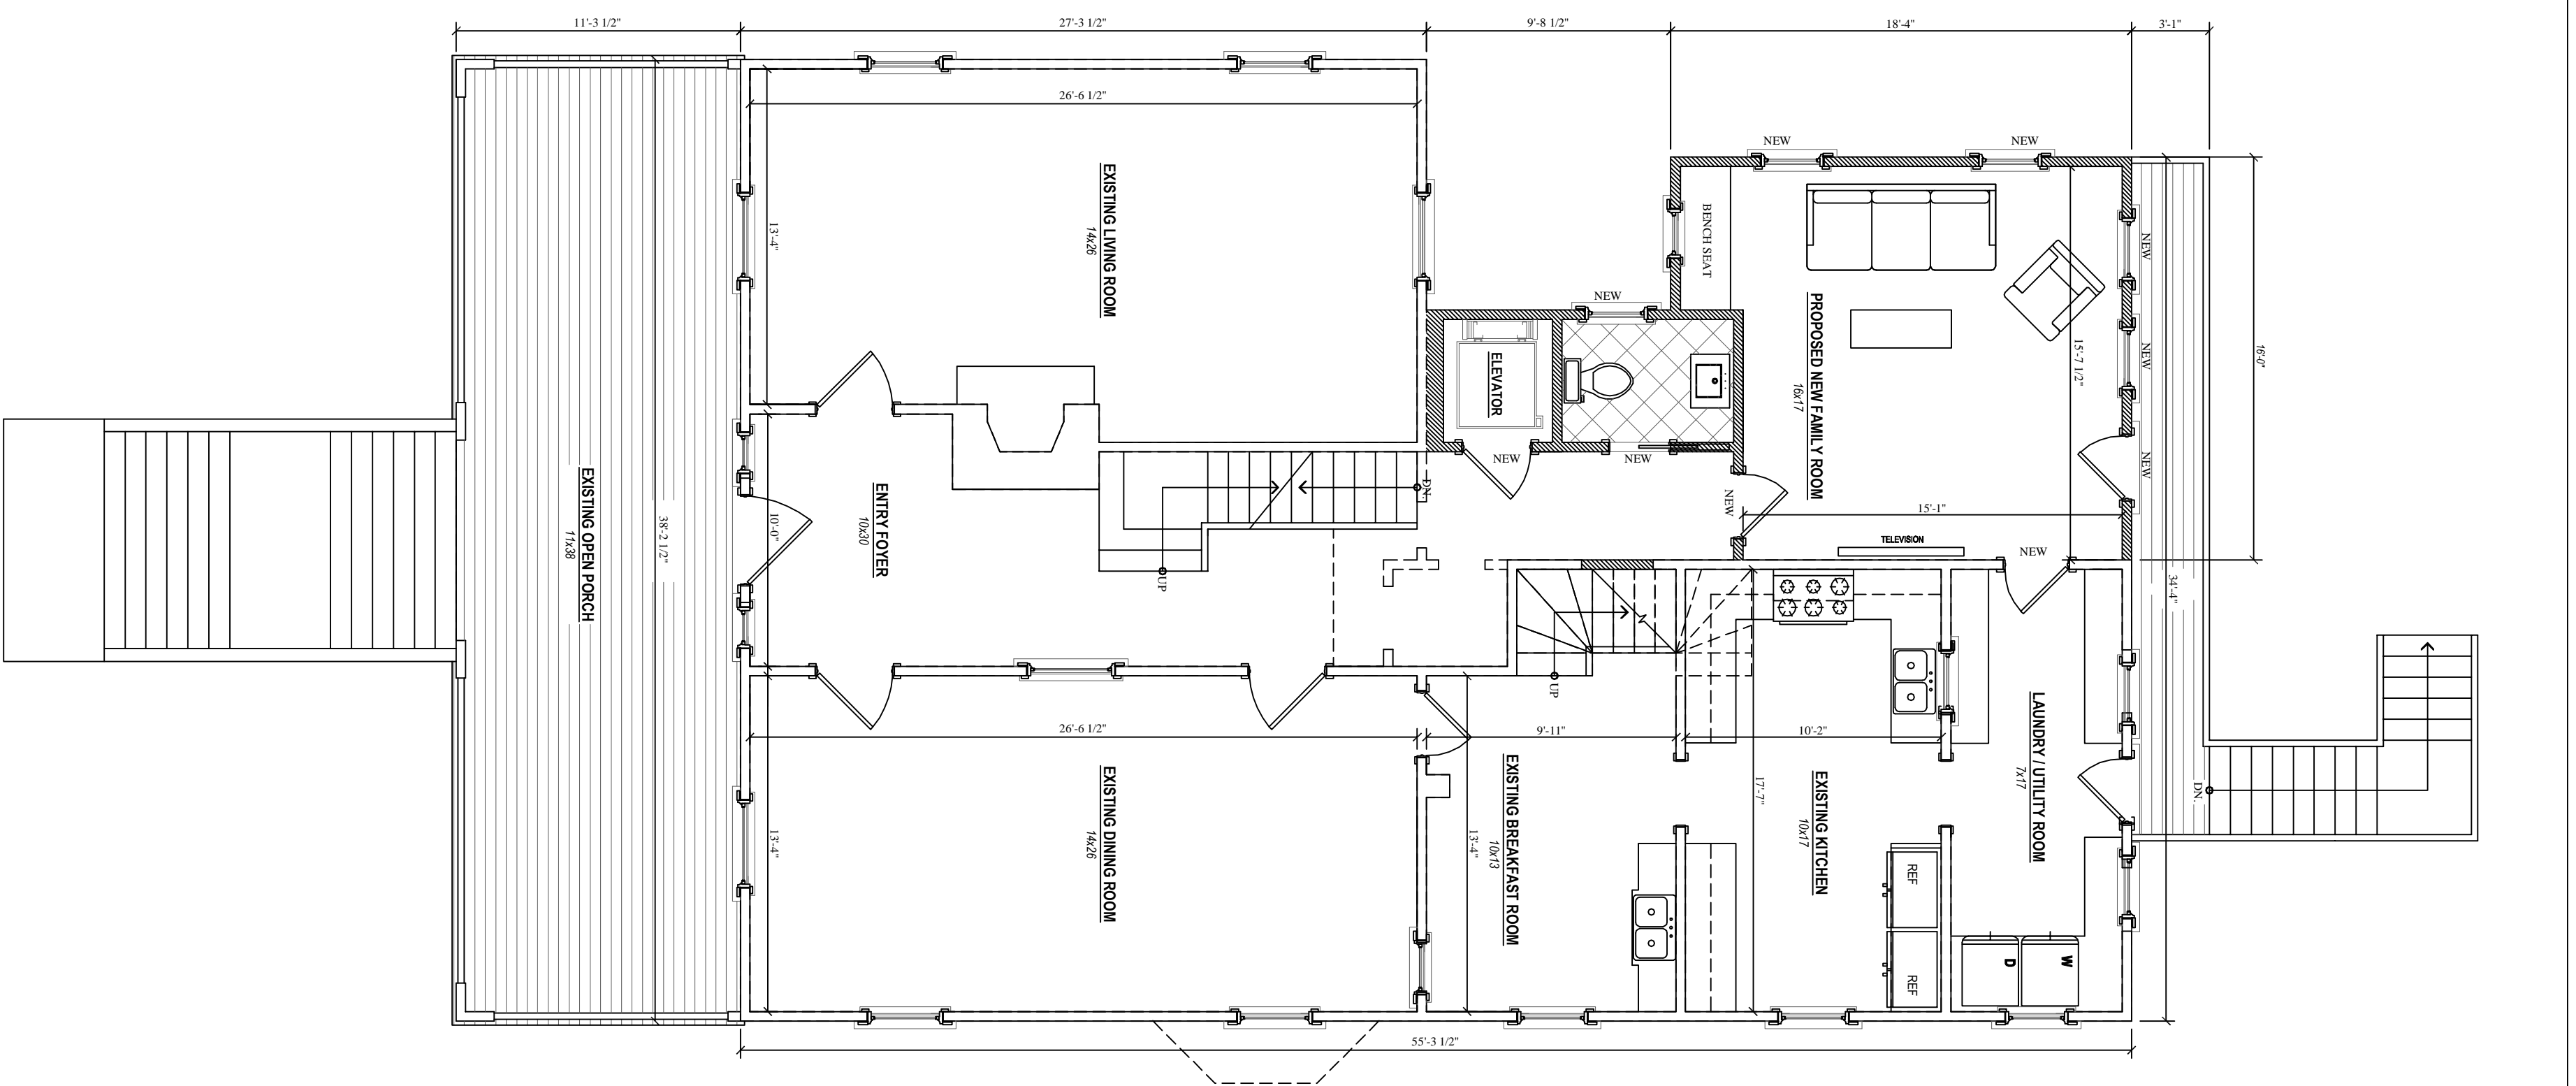 11'-3 1/2"
27'-3 1/2"
9'-8 1/2"
18'-4"
3'-1"
26'-6 1/2"
NEW
NEW
EXISTING LIVING ROOM
14x26
13'-4"
BENCH SEAT
NEW
NEW
PROPOSED NEW FAMILY ROOM
16x17
15'-7 1/2"
NEW
16'-0"
ELEVATOR
NEW
NEW
NEW
NEW
15'-1"
TELEVISION
NEW
EXISTING OPEN PORCH
11x38
38'-2 1/2"
10'-0"
ENTRY FOYER
10x30
DN.
UP
UP
34'-4"
26'-6 1/2"
9'-11"
10'-2"
17'-7"
LAUNDRY / UTILITY ROOM
7x17
DN.
13'-4"
EXISTING DINING ROOM
14x26
13'-4"
EXISTING BREAKFAST ROOM
10x13
EXISTING KITCHEN
10x17
REF
REF
D
W
55'-3 1/2"